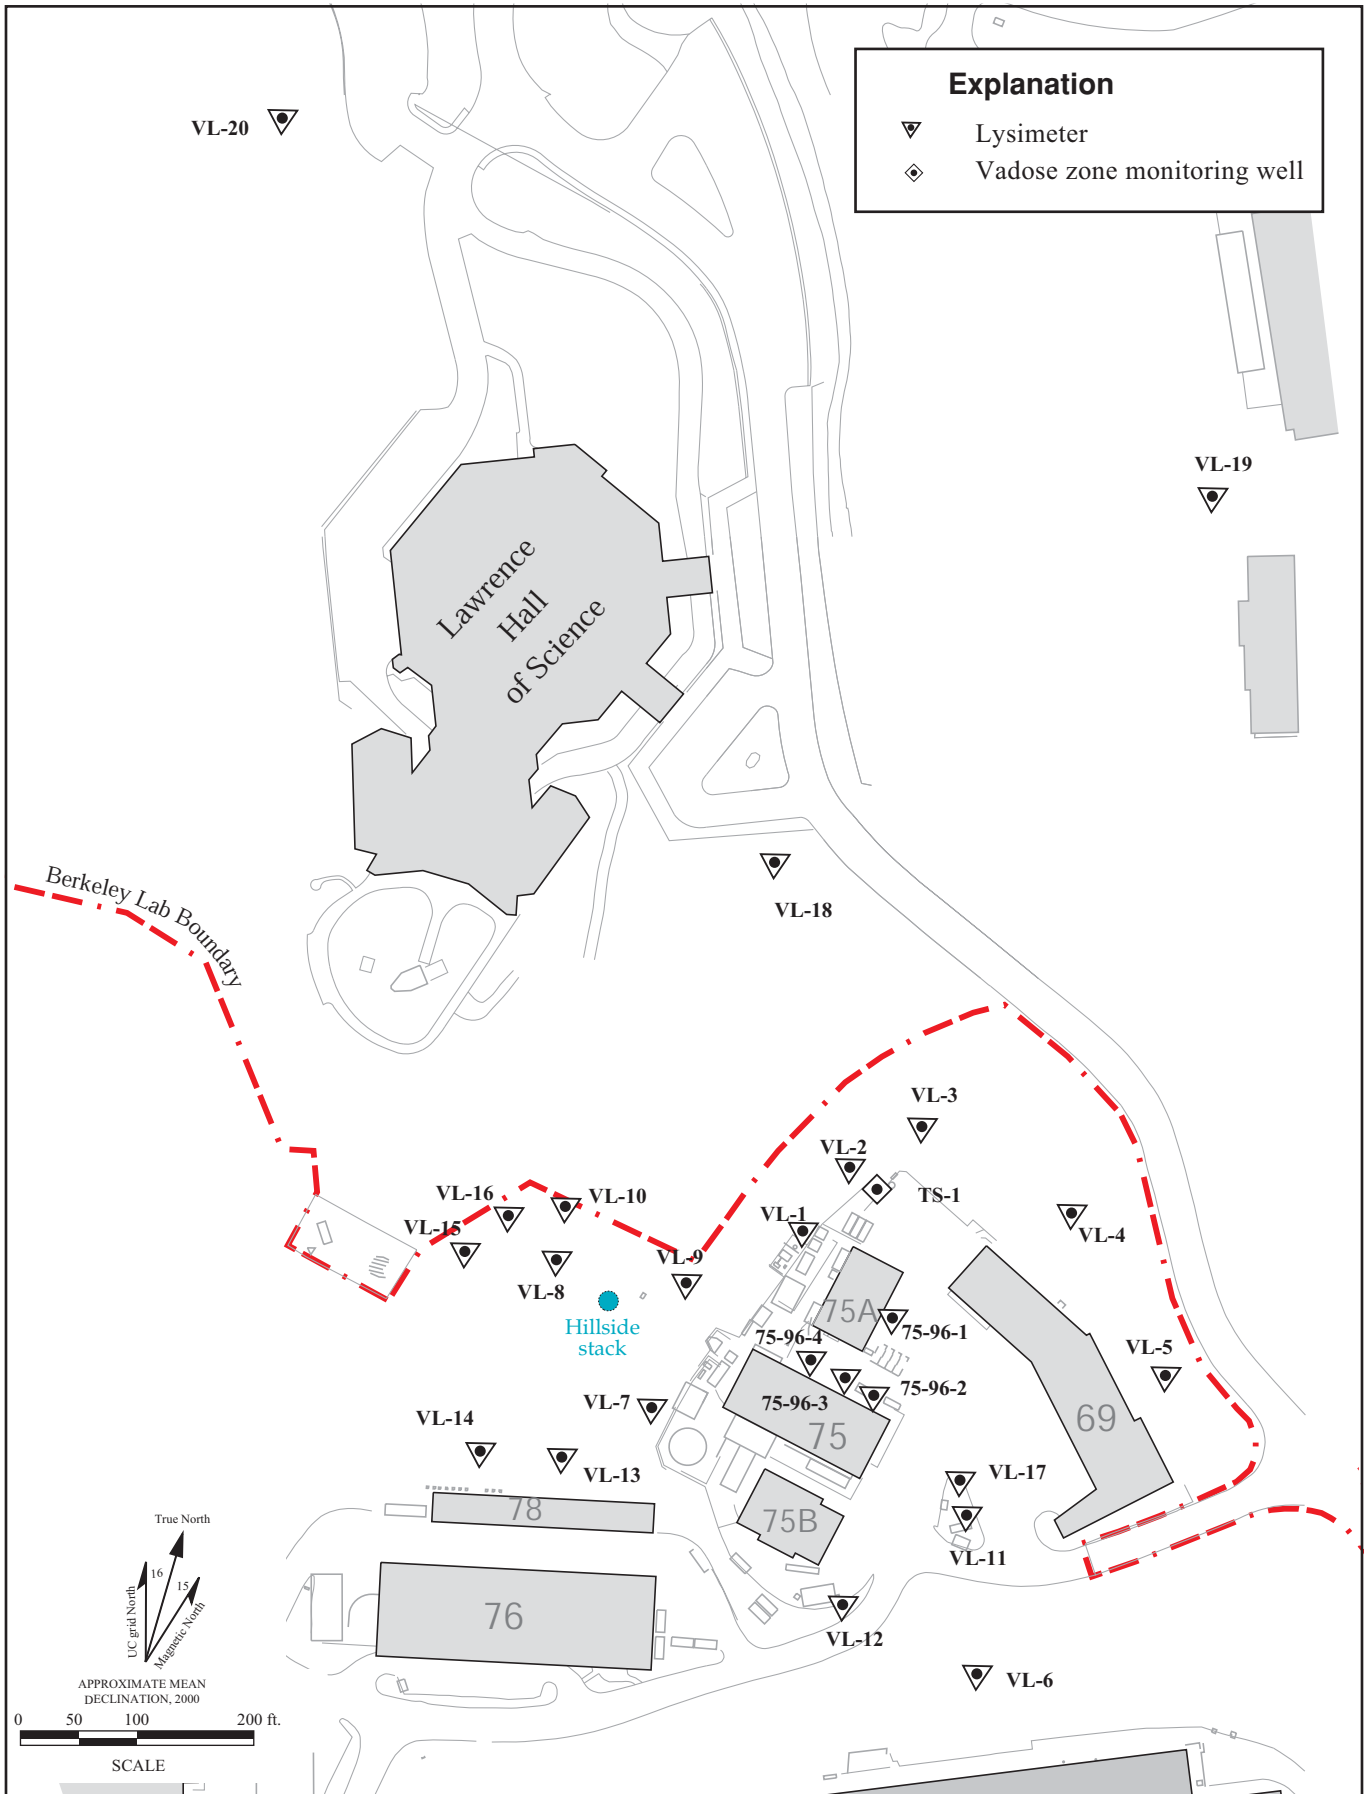 Explanation
Lysimeter
Vadose zone monitoring well
VL-20
VL-19
Lawrence
Hall
of Science
Berkeley Lab Boundary
VL-18
VL-3
VL-2
TS-1
VL-16
VL-10
VL-1
VL-4
VL-15
VL-9
VL-8
Hillside
stack
75A
75-96-1
75-96-4
VL-5
75-96-2
75-96-3
VL-7
75
69
VL-14
VL-13
VL-17
78
75B
VL-11
76
VL-12
VL-6
True North
16
15
UC grid North
Magnetic North
APPROXIMATE MEAN
DECLINATION, 2000
0 50 100 200 ft.
SCALE